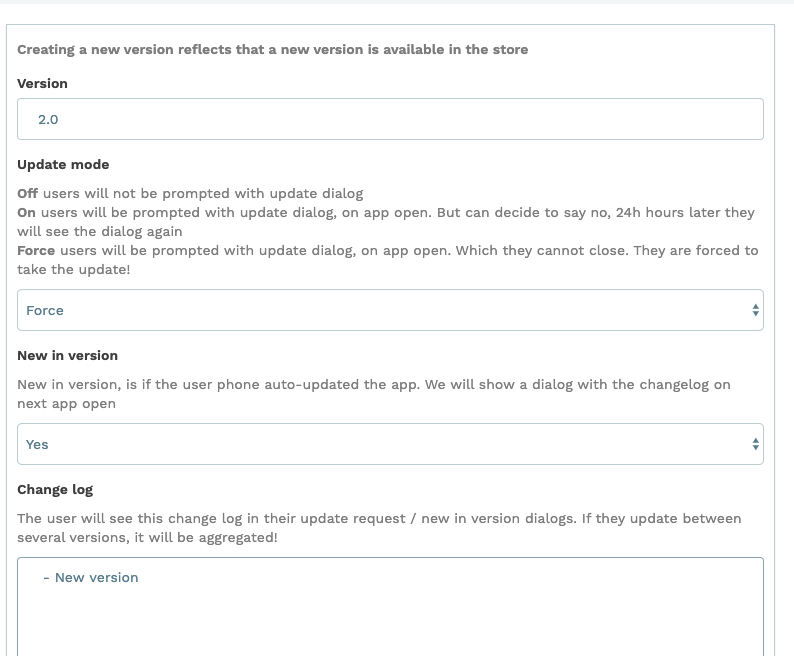 Creating a new version reflects that a new version is available in the store
Version
2.0
Update mode
Off users will not be prompted with update dialog
On users will be prompted with update dialog, on app open. But can decide to say no, 24h hours later they
will see the dialog again
Force users will be prompted with update dialog, on app open. Which they cannot close. They are forced to
take the update!
Force
New in version
New in version, is if the user phone auto-updated the app. We will show a dialog with the changelog on
next app open
Yes
Change log
The user will see this change log in their update request / new in version dialogs. If they update between
several versions, it will be aggregated!
- New version